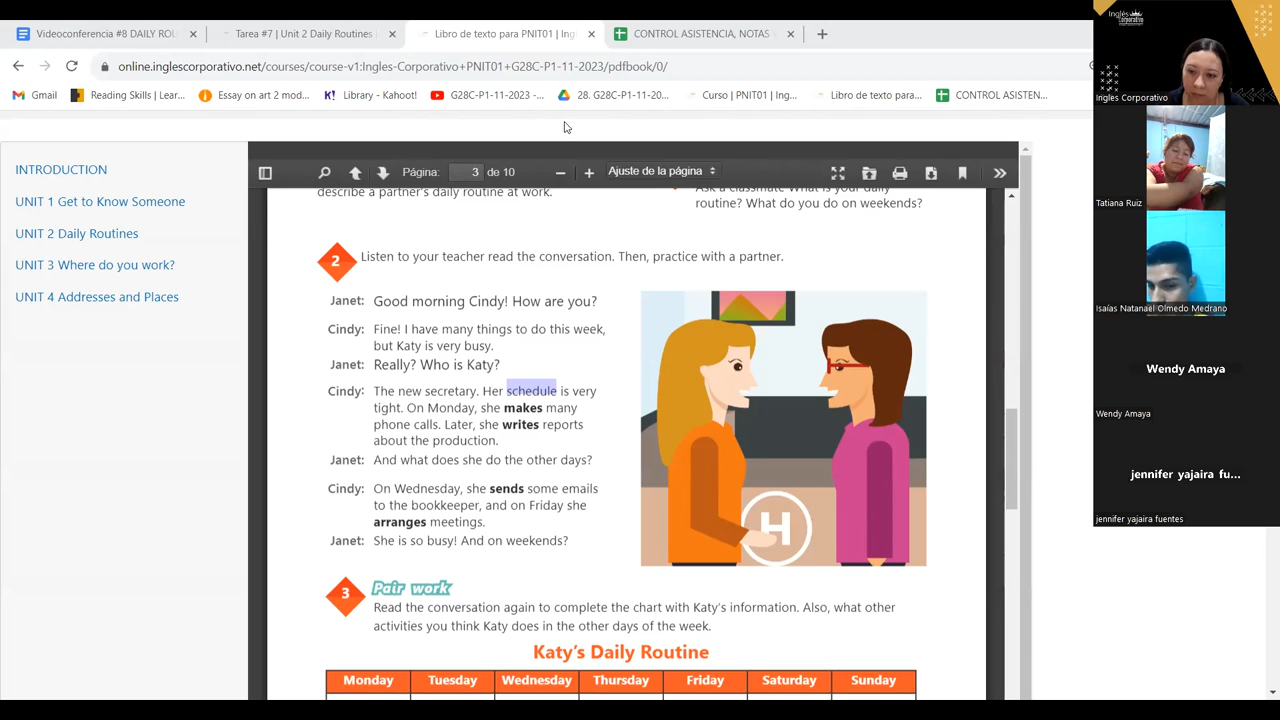 Videoconferencia #8 DAILY ROU
Tarea #7 | Unit 2 Daily Routines
Libro de texto para PNIT01 | Ing
CONTROL ASISTENCIA, NOTAS Y
online.inglescorporativo.net/courses/course-v1:Ingles-Corporativo+PNIT01+G28C-P1-11-2023/pdfbook/0/
Gmail
Reading Skills | Lear...
Essay on art 2 mod...
Library - Kahoot
G28C-P1-11-2023 -...
28. G28C-P1-11-20...
Curso | PNIT01 | Ing...
Libro de texto para...
CONTROL ASISTEN...
INTRODUCTION
UNIT 1 Get to Know Someone
UNIT 2 Daily Routines
UNIT 3 Where do you work?
UNIT 4 Addresses and Places
Página: 3 de 10
Ajuste de la página
describe a partner's daily routine at work.
Ask a classmate What is your daily
routine? What do you do on weekends?
2 Listen to your teacher read the conversation. Then, practice with a partner.
Janet: Good morning Cindy! How are you?
Cindy: Fine! I have many things to do this week,
but Katy is very busy.
Janet: Really? Who is Katy?
Cindy: The new secretary. Her schedule is very
tight. On Monday, she makes many
phone calls. Later, she writes reports
about the production.
Janet: And what does she do the other days?
Cindy: On Wednesday, she sends some emails
to the bookkeeper, and on Friday she
arranges meetings.
Janet: She is so busy! And on weekends?
H
3 Pair work
Read the conversation again to complete the chart with Katy's information. Also, what other
activities you think Katy does in the other days of the week.
Katy's Daily Routine
Monday Tuesday Wednesday Thursday Friday Saturday Sunday
Inglés
Corporativo
Ingles Corporativo
Tatiana Ruiz
Isaías Natanael Olmedo Medrano
Wendy Amaya
Wendy Amaya
jennifer yajaira fu...
jennifer yajaira fuentes